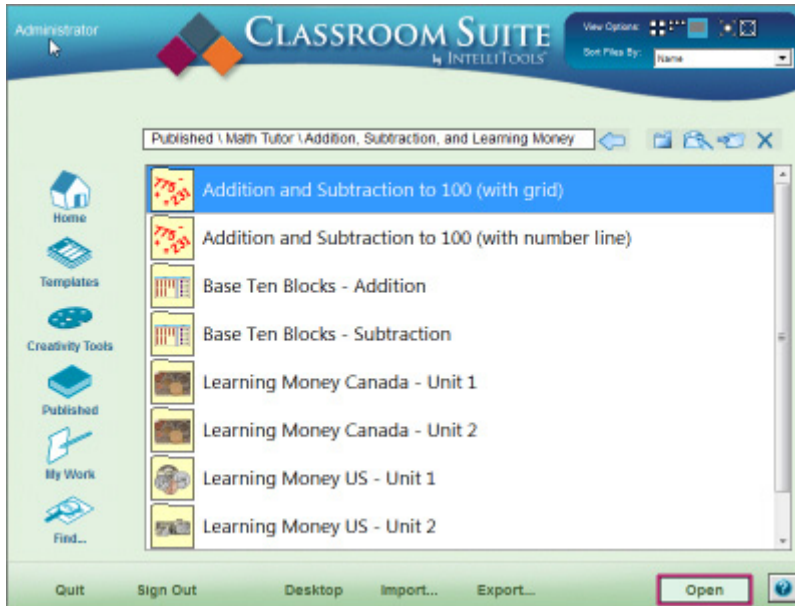 Administrator
CLASSROOM SUITE
by INTELLITOOLS
View Options:
Sort Files By: Name
Published \ Math Tutor \ Addition, Subtraction, and Learning Money
Home
Templates
Creativity Tools
Published
My Work
Find...
Addition and Subtraction to 100 (with grid)
Addition and Subtraction to 100 (with number line)
Base Ten Blocks - Addition
Base Ten Blocks - Subtraction
Learning Money Canada - Unit 1
Learning Money Canada - Unit 2
Learning Money US - Unit 1
Learning Money US - Unit 2
Quit Sign Out Desktop Import... Export... Open ?